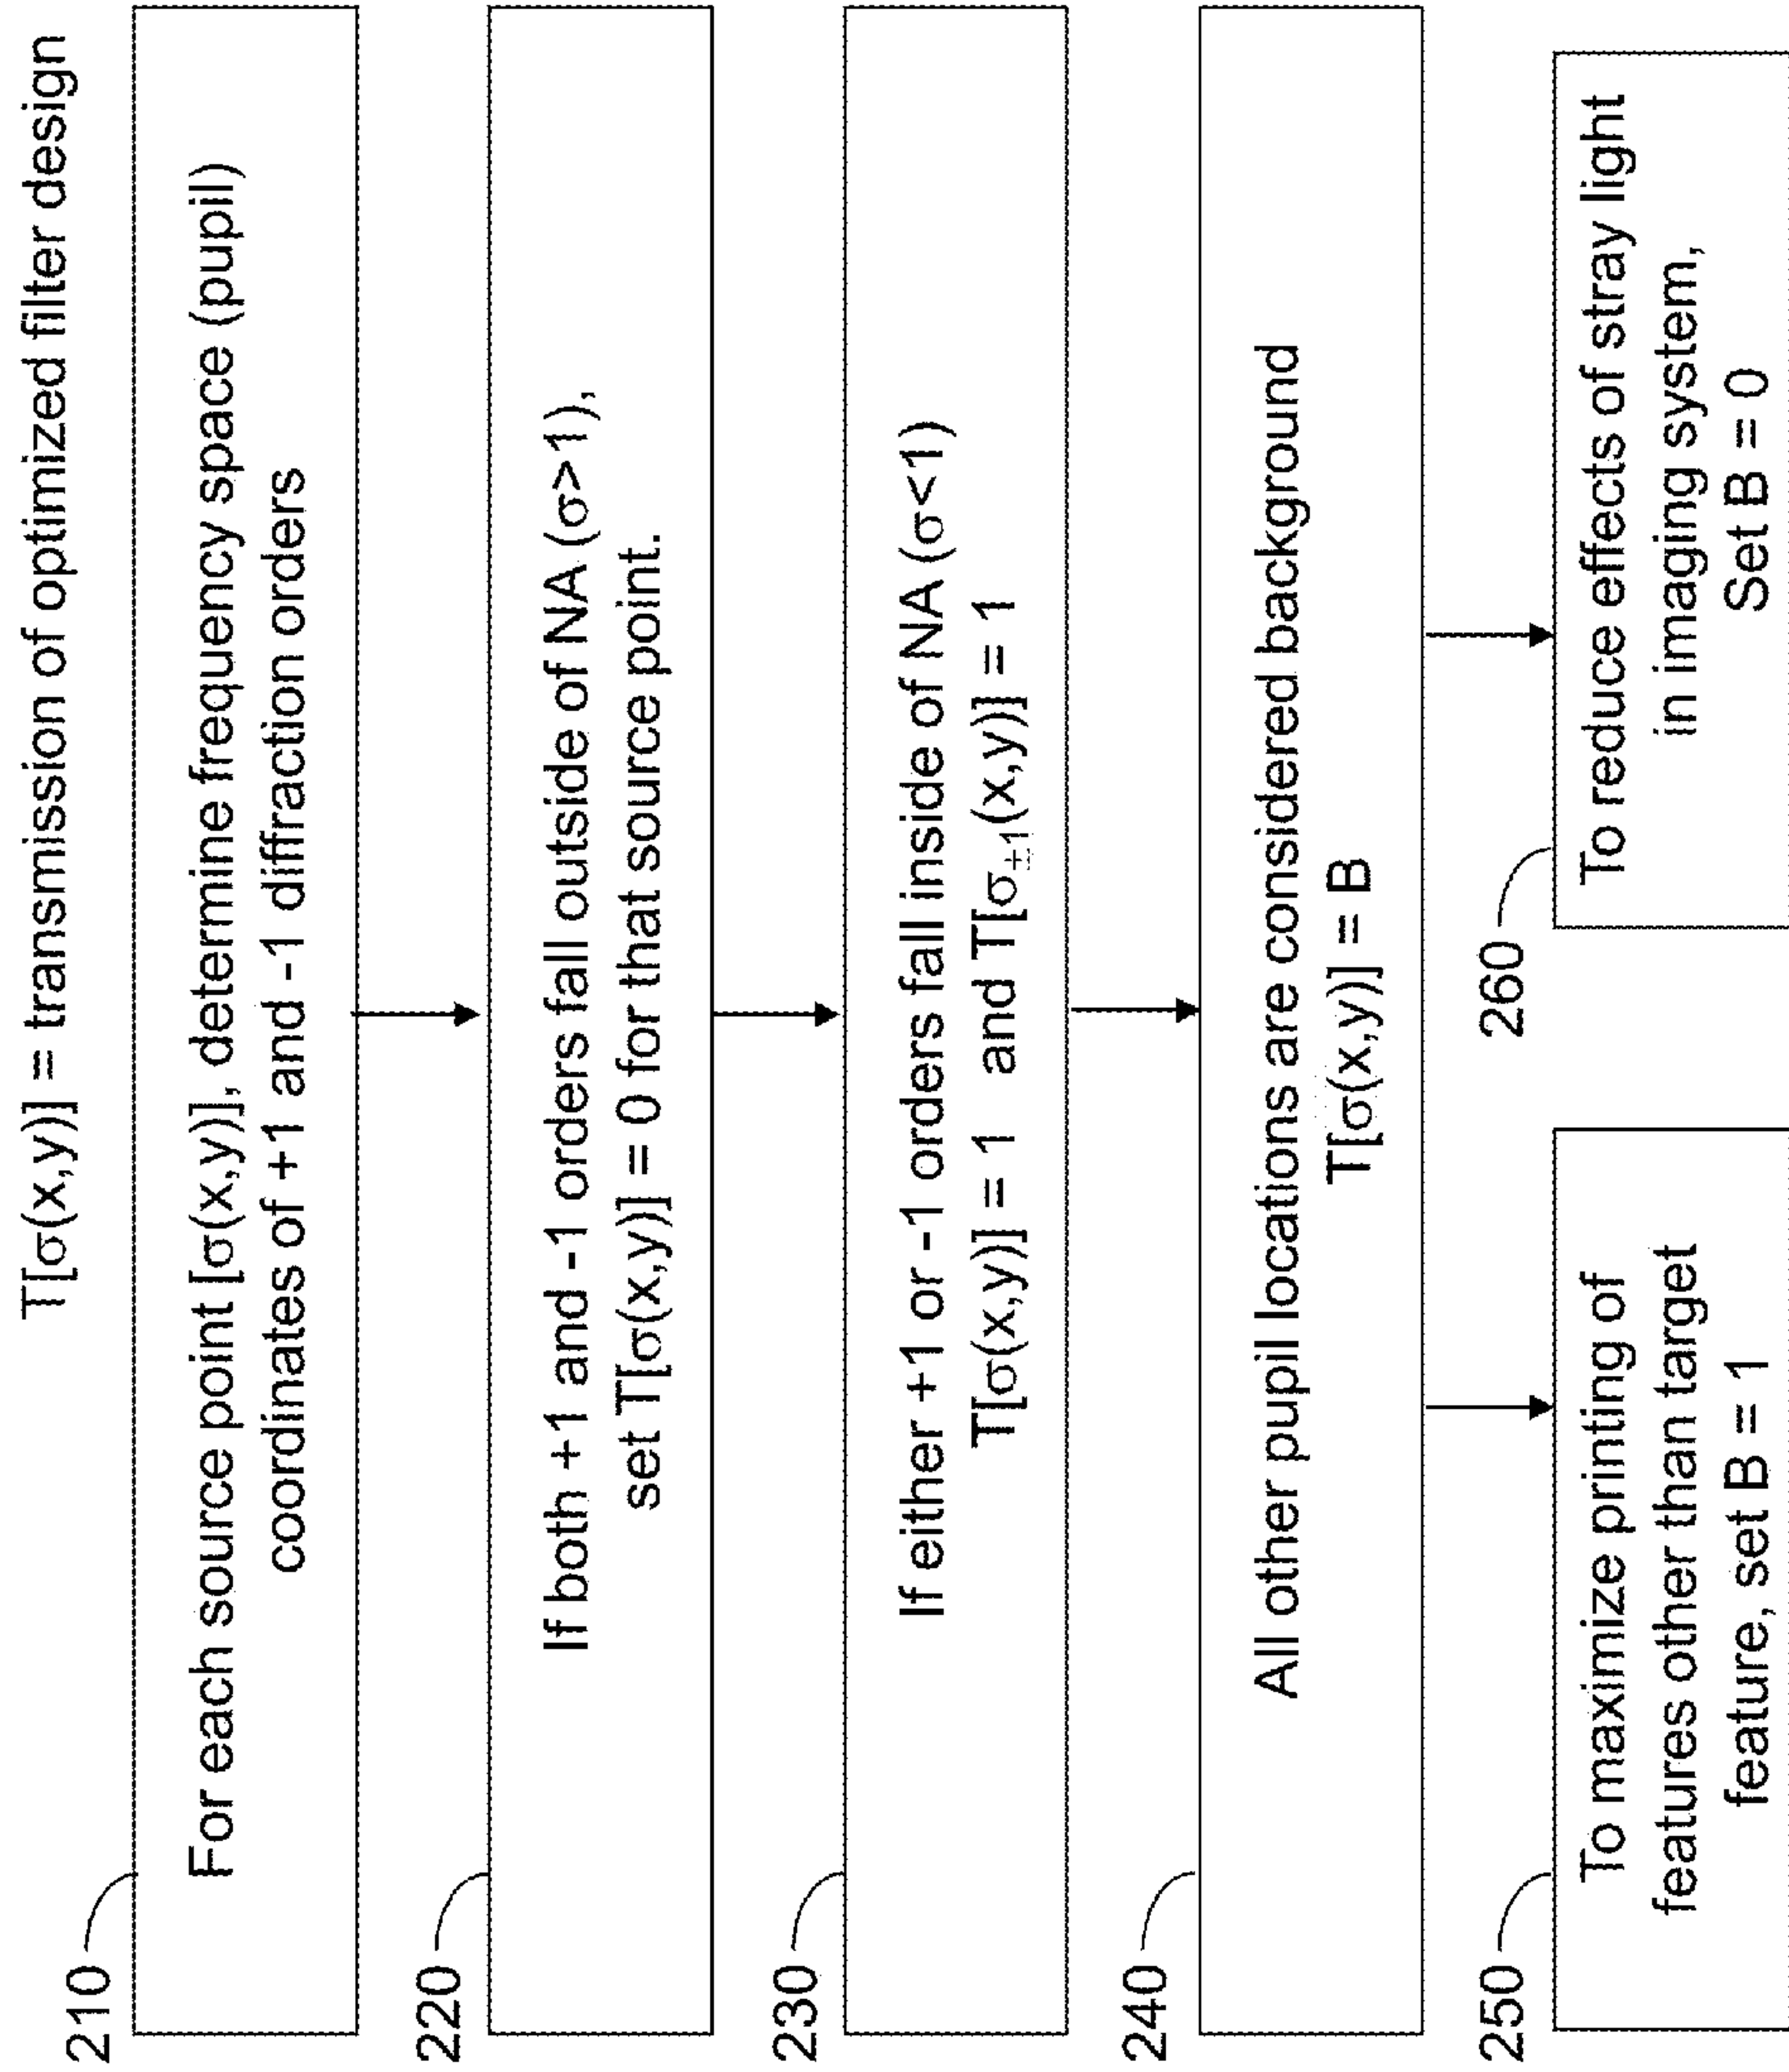 T[σ(x,y)] = transmission of optimized filter design
210
For each source point [σ(x,y)], determine frequency space (pupil)
coordinates of +1 and -1 diffraction orders
220
If both +1 and -1 orders fall outside of NA (σ>1),
set T[σ(x,y)] = 0 for that source point.
230
If either +1 or -1 orders fall inside of NA (σ<1)
T[σ(x,y)] = 1 and T[σ±1(x,y)] = 1
240
All other pupil locations are considered background
T[σ(x,y)] = B
250
To maximize printing of
features other than target
feature, set B = 1
260
To reduce effects of stray light
in imaging system,
Set B = 0